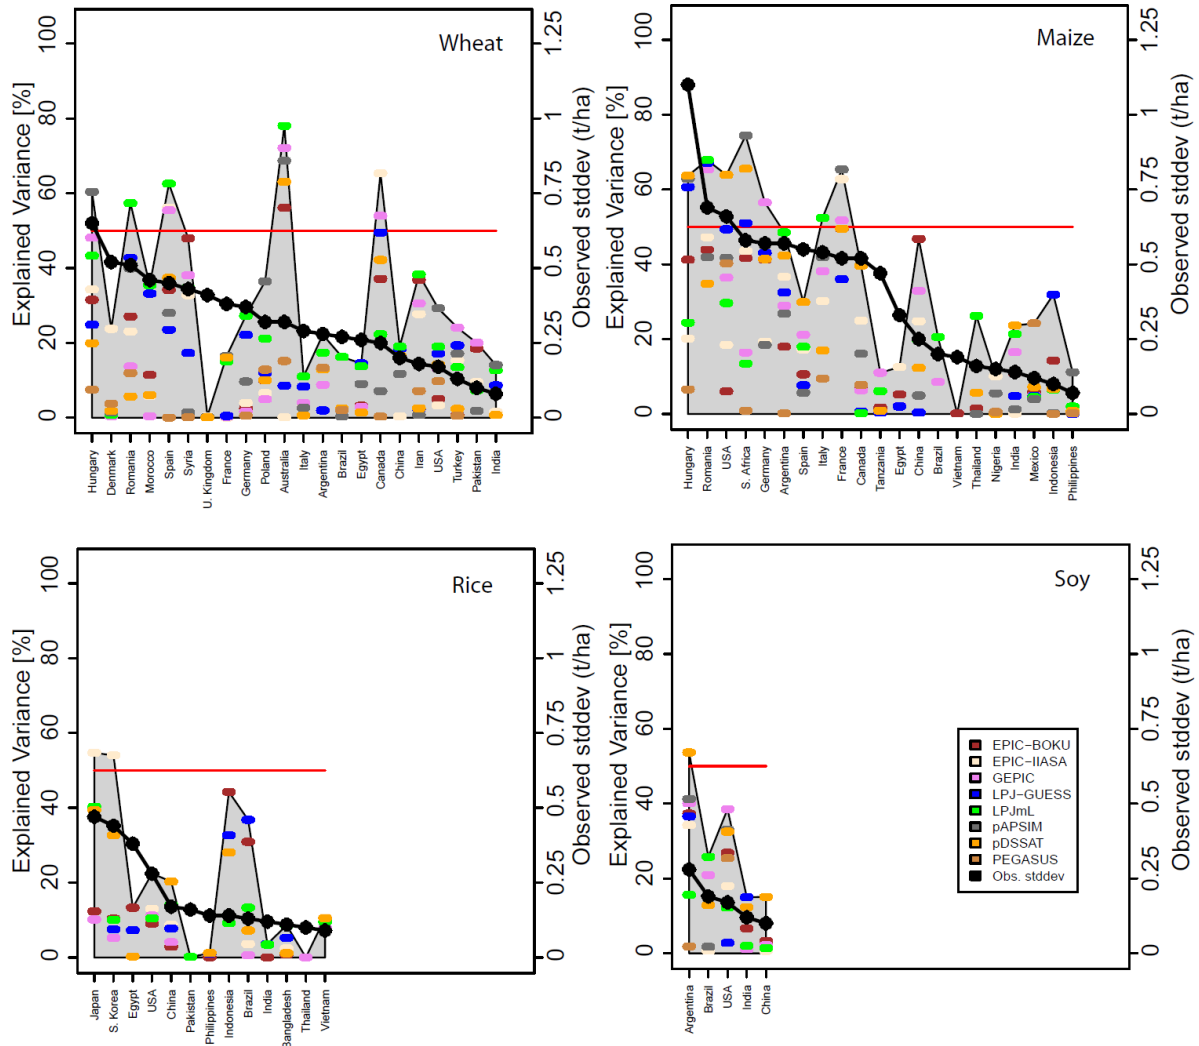 Wheat
Explained Variance [%]
0
20
40
60
80
100
Observed stddev (t/ha)
0
0.25
0.5
0.75
1
1.25
Hungary
Denmark
Romania
Morocco
Spain
Syria
U. Kingdom
France
Germany
Poland
Australia
Italy
Argentina
Brazil
Egypt
Canada
China
Iran
USA
Turkey
Pakistan
India
Maize
Explained Variance [%]
0
20
40
60
80
100
Observed stddev (t/ha)
0
0.25
0.5
0.75
1
1.25
Hungary
Romania
USA
S. Africa
Germany
Argentina
Spain
Italy
France
Canada
Tanzania
Egypt
China
Brazil
Vietnam
Thailand
Nigeria
India
Mexico
Indonesia
Philippines
Rice
Explained Variance [%]
0
20
40
60
80
100
Observed stddev (t/ha)
0
0.25
0.5
0.75
1
1.25
Japan
S. Korea
Egypt
USA
China
Pakistan
Philippines
Indonesia
Brazil
India
Bangladesh
Thailand
Vietnam
Soy
Explained Variance [%]
0
20
40
60
80
100
Observed stddev (t/ha)
0
0.25
0.5
0.75
1
1.25
Argentina
Brazil
USA
India
China
EPIC−BOKU
EPIC−IIASA
GEPIC
LPJ−GUESS
LPJmL
pAPSIM
pDSSAT
PEGASUS
Obs. stddev